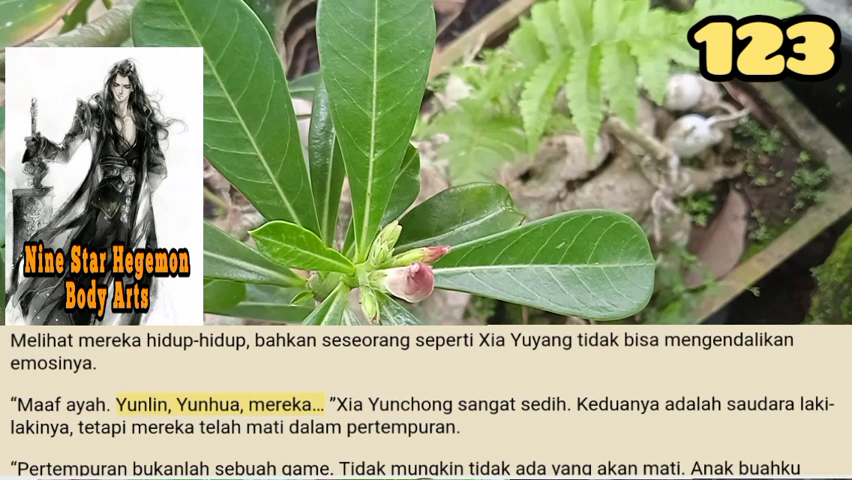 123
Nine Star Hegemon
Body Arts
Melihat mereka hidup-hidup, bahkan seseorang seperti Xia Yuyang tidak bisa mengendalikan
emosinya.
“Maaf ayah. Yunlin, Yunhua, mereka… ”Xia Yunchong sangat sedih. Keduanya adalah saudara laki-
lakinya, tetapi mereka telah mati dalam pertempuran.
“Pertempuran bukanlah sebuah game. Tidak mungkin tidak ada yang akan mati. Anak buahku